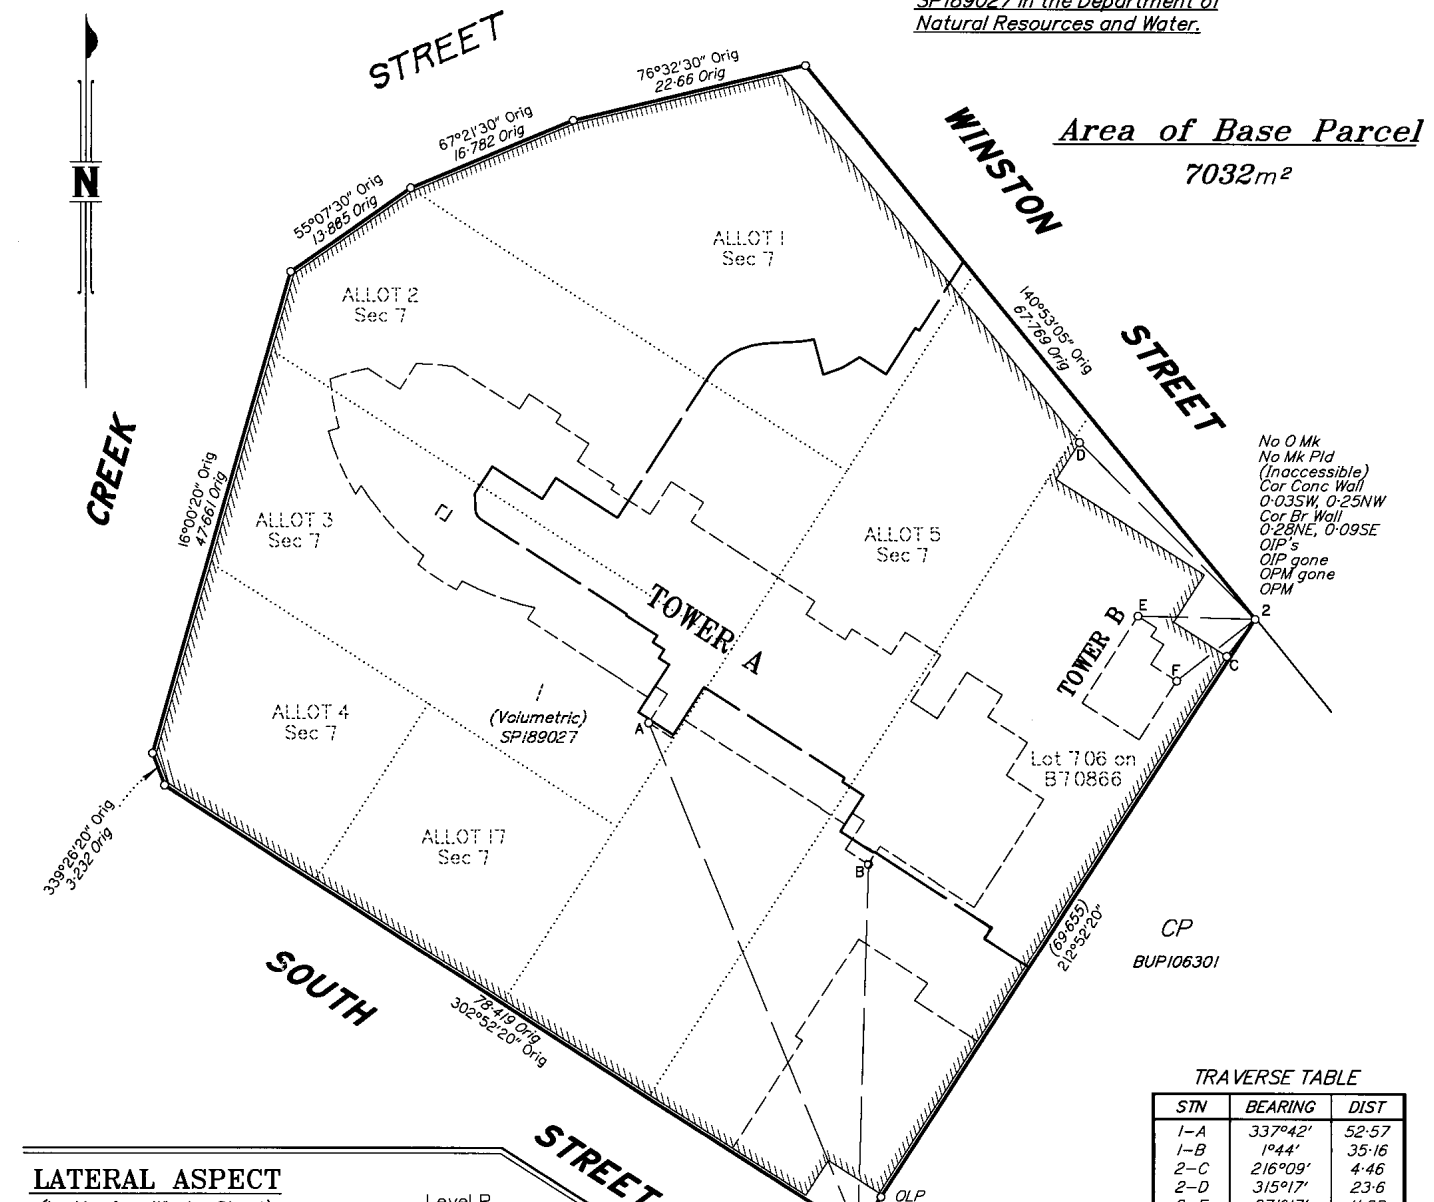 SP189027 in the Department of
Natural Resources and Water.
STREET
76°32'30" Orig
22·66 Orig
67°21'30" Orig
16·782 Orig
55°07'30" Orig
13·885 Orig
N
WINSTON
STREET
Area of Base Parcel
7032m²
ALLOT 1
Sec 7
ALLOT 2
Sec 7
140°53'05" Orig
67·769 Orig
CREEK
16°00'20" Orig
47·661 Orig
No O Mk
No Mk Pld
(Inaccessible)
Cor Conc Wall
0·03SW, 0·25NW
Cor Br Wall
0·28NE, 0·09SE
OIP's
OIP gone
OPM gone
OPM
D
ALLOT 3
Sec 7
ALLOT 5
Sec 7
TOWER A
TOWER B
E
2
F
C
ALLOT 4
Sec 7
1
(Volumetric)
SP189027
A
Lot 706 on
B70866
339°26'20" Orig
3·232 Orig
ALLOT 17
Sec 7
B
(69·655)
212°52'20"
CP
BUP106301
SOUTH
78·419 Orig
302°52'20" Orig
STREET
TRAVERSE TABLE
STN BEARING DIST
1-A 337°42' 52·57
1-B 1°44' 35·16
2-C 216°09' 4·46
2-D 315°17' 23·6
LATERAL ASPECT
OLP